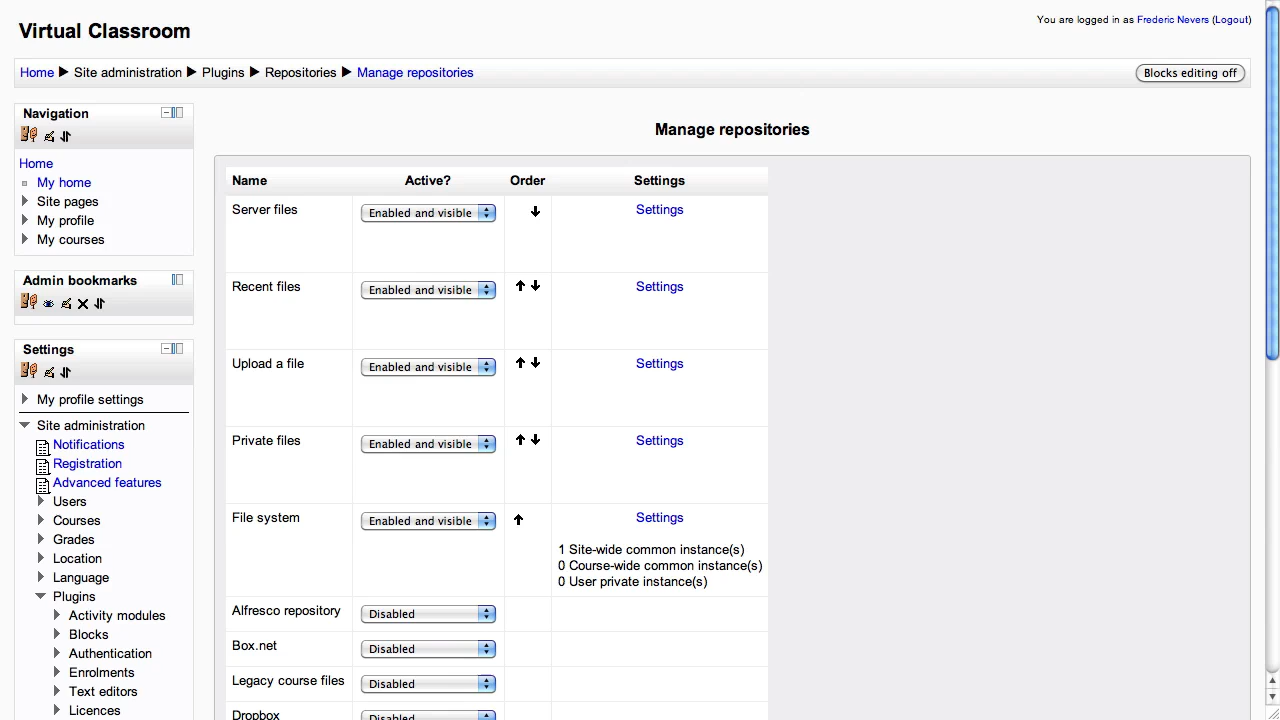 Virtual Classroom
You are logged in as Frederic Nevers (Logout)
Home ▶ Site administration ▶ Plugins ▶ Repositories ▶ Manage repositories
Blocks editing off
Navigation
Home
My home
Site pages
My profile
My courses
Admin bookmarks
Settings
My profile settings
Site administration
Notifications
Registration
Advanced features
Users
Courses
Grades
Location
Language
Plugins
Activity modules
Blocks
Authentication
Enrolments
Text editors
Licences
Manage repositories
Name Active? Order Settings
Server files Enabled and visible Settings
Recent files Enabled and visible Settings
Upload a file Enabled and visible Settings
Private files Enabled and visible Settings
File system Enabled and visible Settings
1 Site-wide common instance(s)
0 Course-wide common instance(s)
0 User private instance(s)
Alfresco repository Disabled
Box.net Disabled
Legacy course files Disabled
Dropbox Disabled